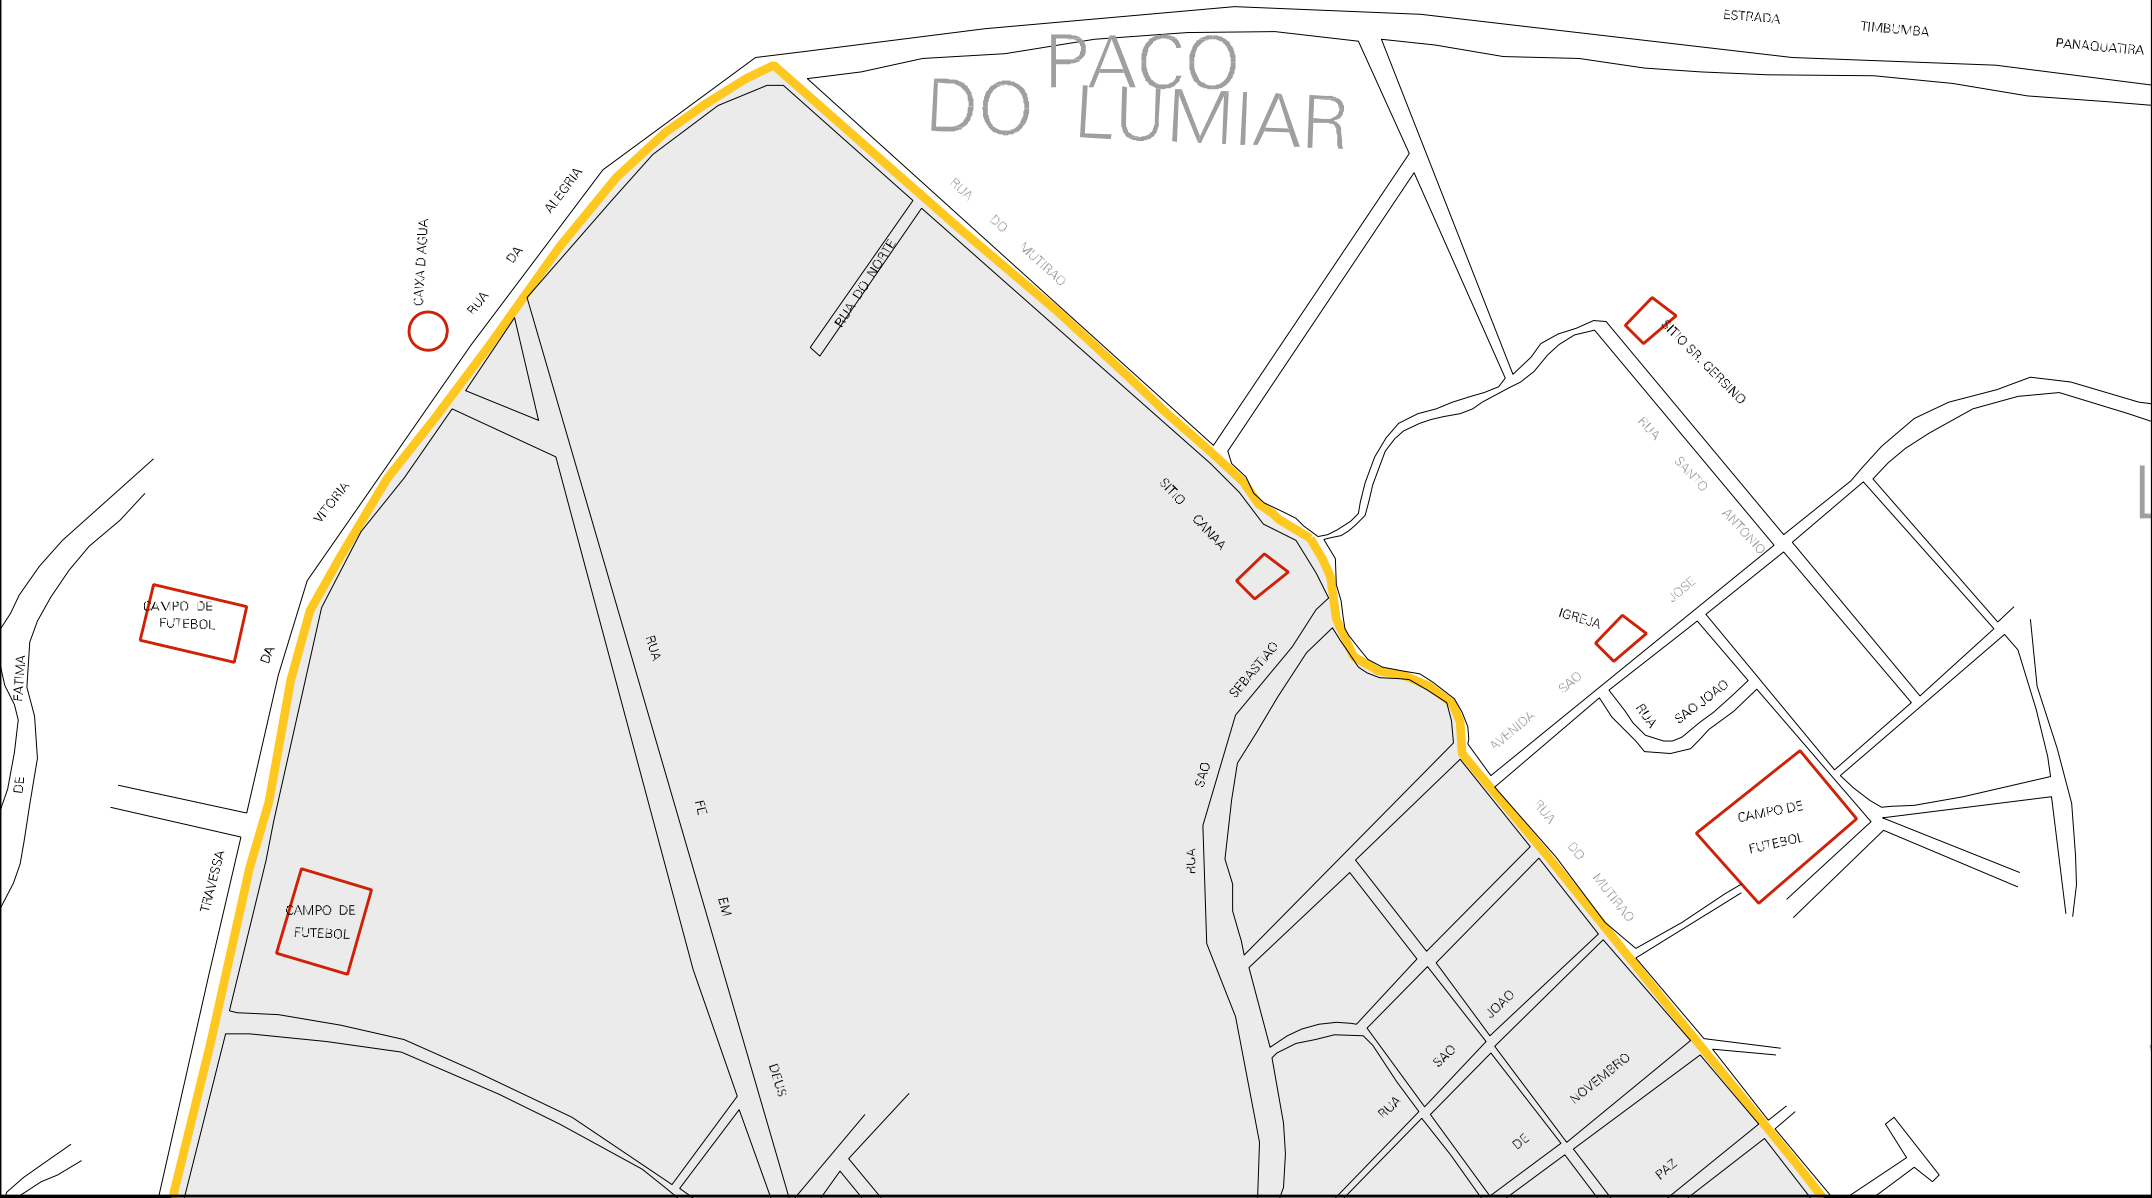 ESTRADA TIMBUMBA PANAQUATIRA
PACO
DO LUMIAR
RUA DO MUTIRAO
RUA DA ALEGRIA
CAIXA D AGUA
RUA DO NORTE
SITIO SR. GERSINO
RUA SANTO ANTONIO
SITIO CANAA
TRAVESSA DA VITORIA
CAMPO DE
FUTEBOL
DE FATIMA
RUA FE EM DEUS
RUA SAO SEBASTIAO
IGREJA
AVENIDA SAO JOSE
RUA SAO JOAO
CAMPO DE
FUTEBOL
RUA DO MUTIRAO
CAMPO DE
FUTEBOL
RUA SAO JOAO
DE NOVEMBRO
PAZ
L